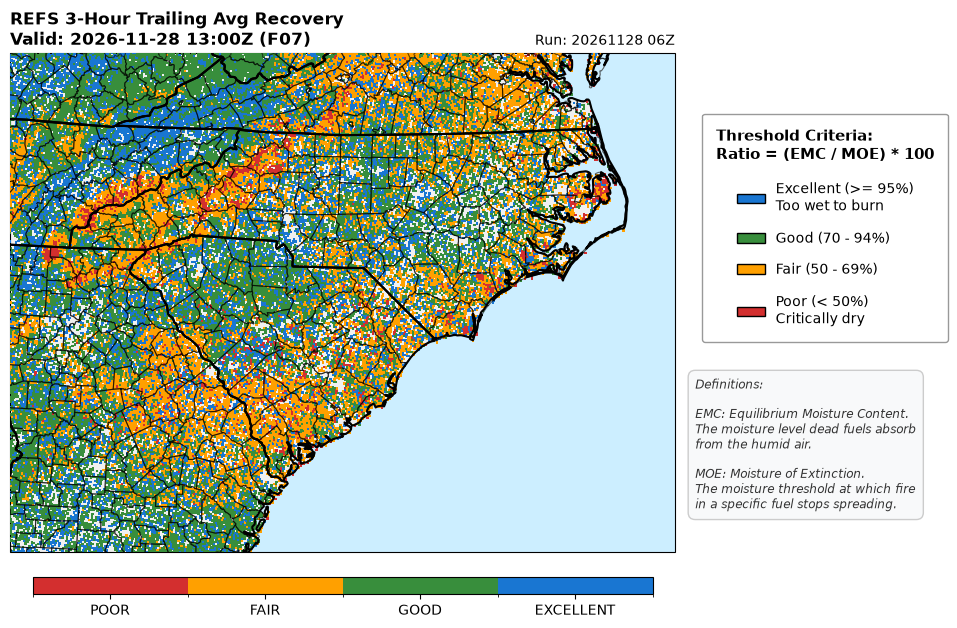 REFS 3-Hour Trailing Avg Recovery
Valid: 2026-11-28 13:00Z (F07)
Run: 20261128 06Z
Threshold Criteria:
Ratio = (EMC / MOE) * 100
Excellent (>= 95%)
Too wet to burn
Good (70 - 94%)
Fair (50 - 69%)
Poor (< 50%)
Critically dry
Definitions:
EMC: Equilibrium Moisture Content.
The moisture level dead fuels absorb
from the humid air.
MOE: Moisture of Extinction.
The moisture threshold at which fire
in a specific fuel stops spreading.
POOR
FAIR
GOOD
EXCELLENT